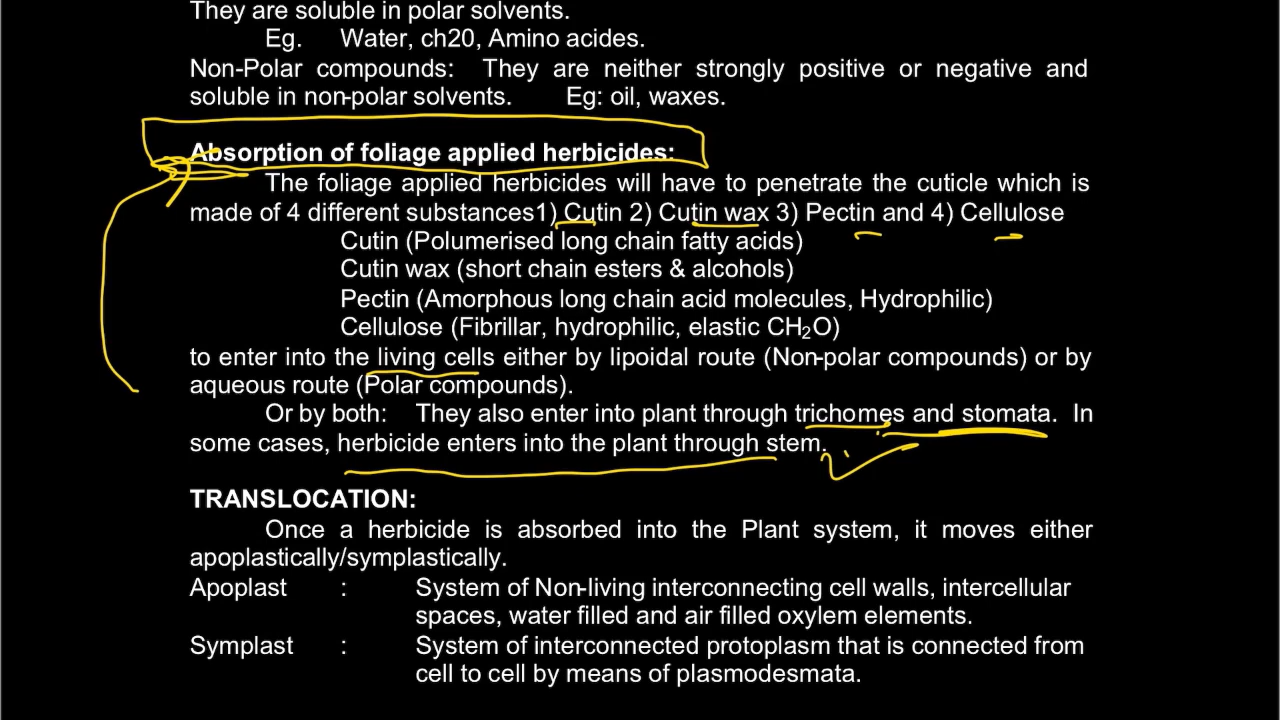 They are soluble in polar solvents.
Eg. Water, ch20, Amino acides.
Non-Polar compounds: They are neither strongly positive or negative and
soluble in non-polar solvents. Eg: oil, waxes.
Absorption of foliage applied herbicides:
The foliage applied herbicides will have to penetrate the cuticle which is
made of 4 different substances1) Cutin 2) Cutin wax 3) Pectin and 4) Cellulose
Cutin (Polumerised long chain fatty acids)
Cutin wax (short chain esters & alcohols)
Pectin (Amorphous long chain acid molecules, Hydrophilic)
Cellulose (Fibrillar, hydrophilic, elastic CH₂O)
to enter into the living cells either by lipoidal route (Non-polar compounds) or by
aqueous route (Polar compounds).
Or by both: They also enter into plant through trichomes and stomata. In
some cases, herbicide enters into the plant through stem.
TRANSLOCATION:
Once a herbicide is absorbed into the Plant system, it moves either
apoplastically/symplastically.
Apoplast : System of Non-living interconnecting cell walls, intercellular
spaces, water filled and air filled oxylem elements.
Symplast : System of interconnected protoplasm that is connected from
cell to cell by means of plasmodesmata.